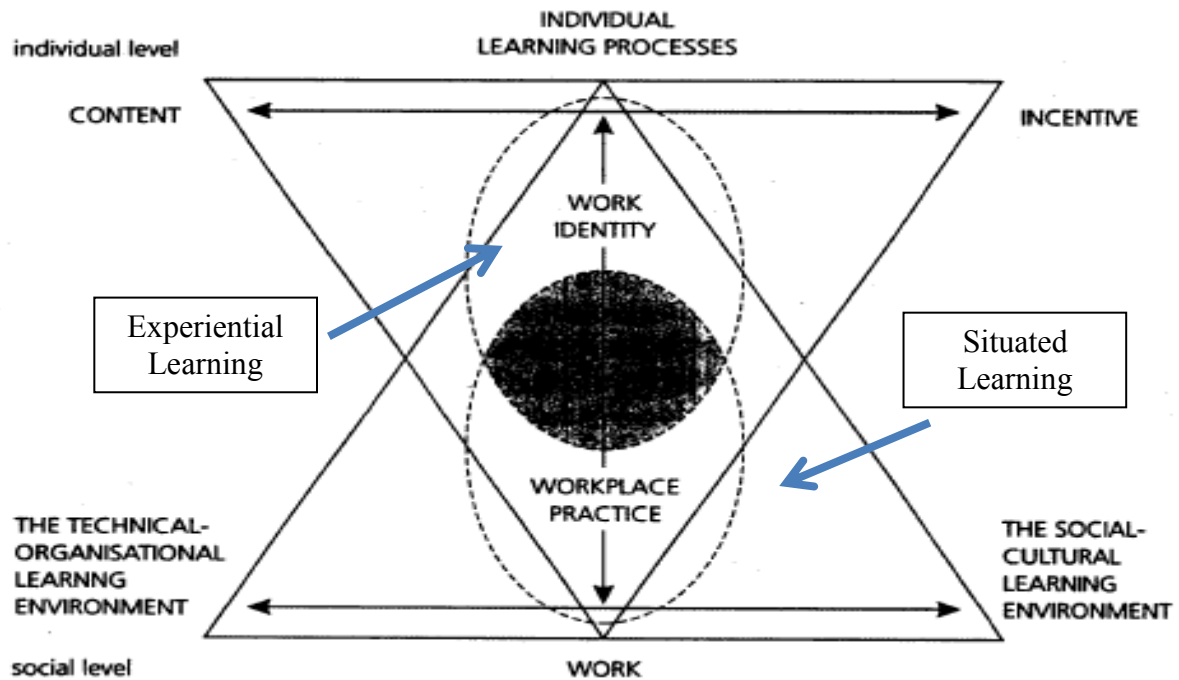 individual level
INDIVIDUAL
LEARNING PROCESSES
CONTENT
INCENTIVE
WORK
IDENTITY
Experiential
Learning
Situated
Learning
WORKPLACE
PRACTICE
THE TECHNICAL-
ORGANISATIONAL
LEARNNG
ENVIRONMENT
THE SOCIAL-
CULTURAL
LEARNING
ENVIRONMENT
social level
WORK